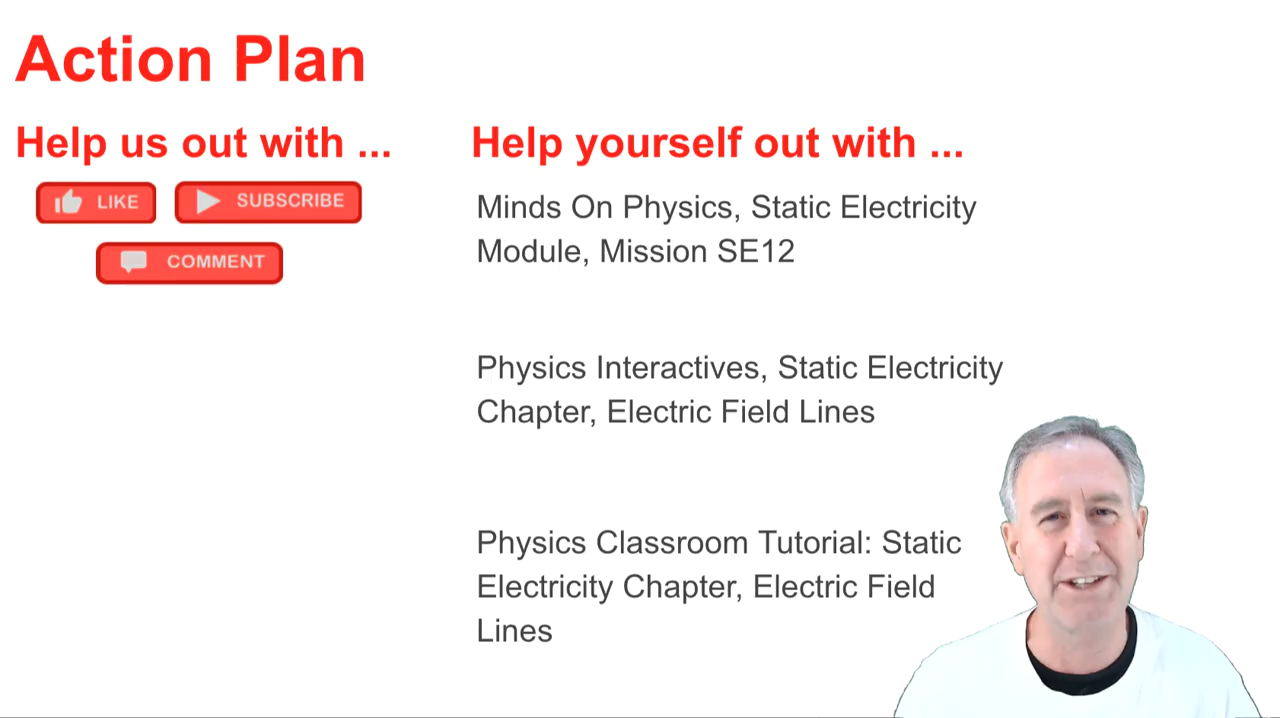 Action Plan
Help us out with ...
LIKE
SUBSCRIBE
COMMENT
Help yourself out with ...
Minds On Physics, Static Electricity
Module, Mission SE12
Physics Interactives, Static Electricity
Chapter, Electric Field Lines
Physics Classroom Tutorial: Static
Electricity Chapter, Electric Field
Lines